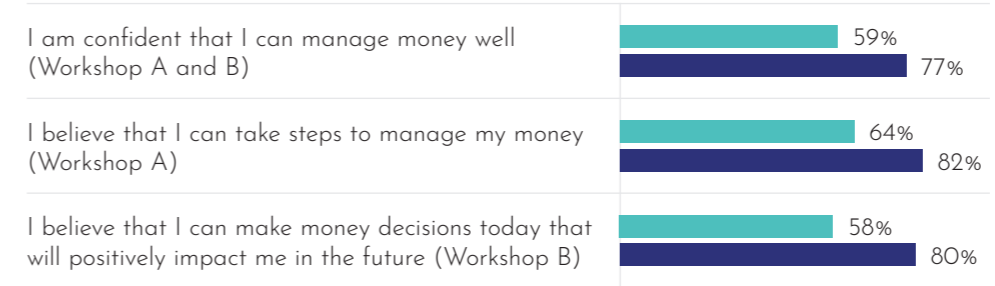 I am confident that I can manage money well
(Workshop A and B)
59%
77%
I believe that I can take steps to manage my money
(Workshop A)
64%
82%
I believe that I can make money decisions today that
will positively impact me in the future (Workshop B)
58%
80%